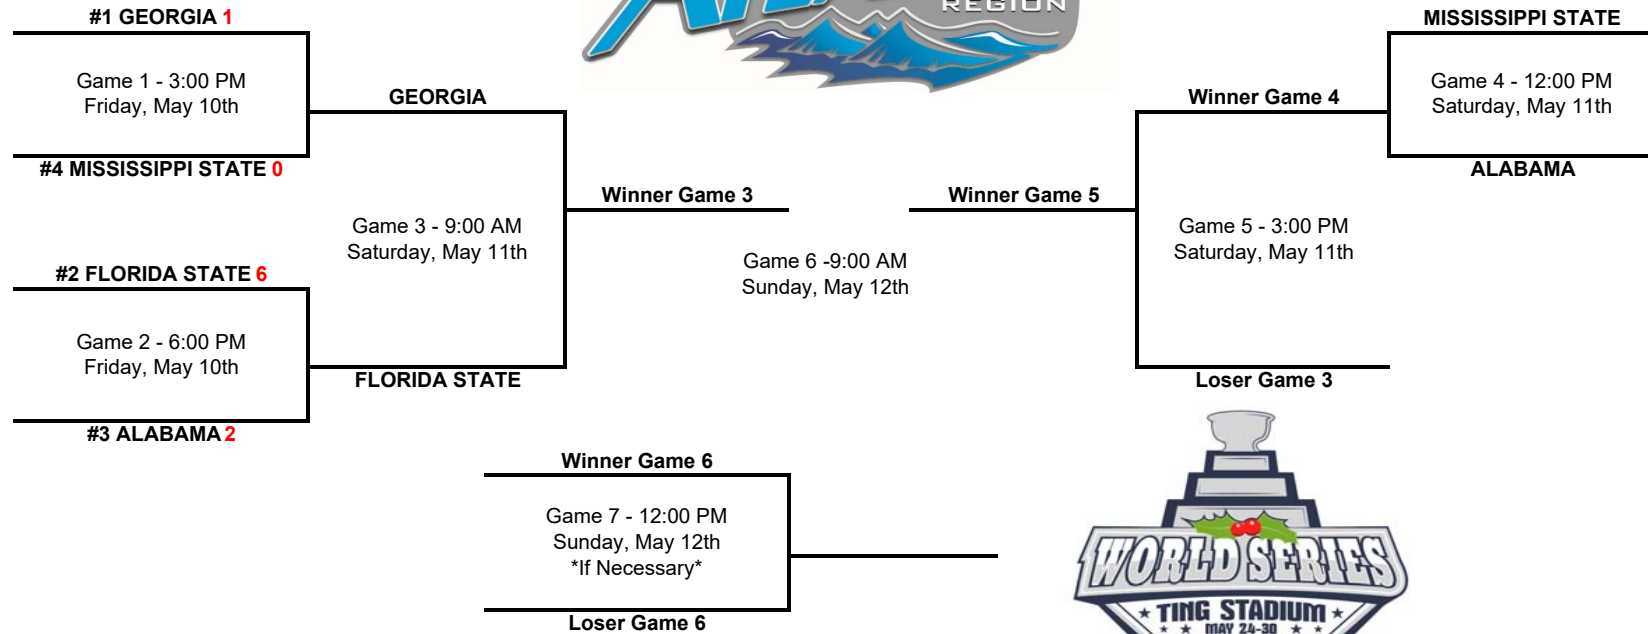 REGION
#1 GEORGIA 1
Game 1 - 3:00 PM
Friday, May 10th
#4 MISSISSIPPI STATE 0
GEORGIA
Game 3 - 9:00 AM
Saturday, May 11th
FLORIDA STATE
#2 FLORIDA STATE 6
Game 2 - 6:00 PM
Friday, May 10th
#3 ALABAMA 2
Winner Game 3
Game 6 -9:00 AM
Sunday, May 12th
Winner Game 5
Winner Game 4
Game 5 - 3:00 PM
Saturday, May 11th
Loser Game 3
MISSISSIPPI STATE
Game 4 - 12:00 PM
Saturday, May 11th
ALABAMA
Winner Game 6
Game 7 - 12:00 PM
Sunday, May 12th
*If Necessary*
Loser Game 6
WORLD SERIES
TING STADIUM
MAY 24-30